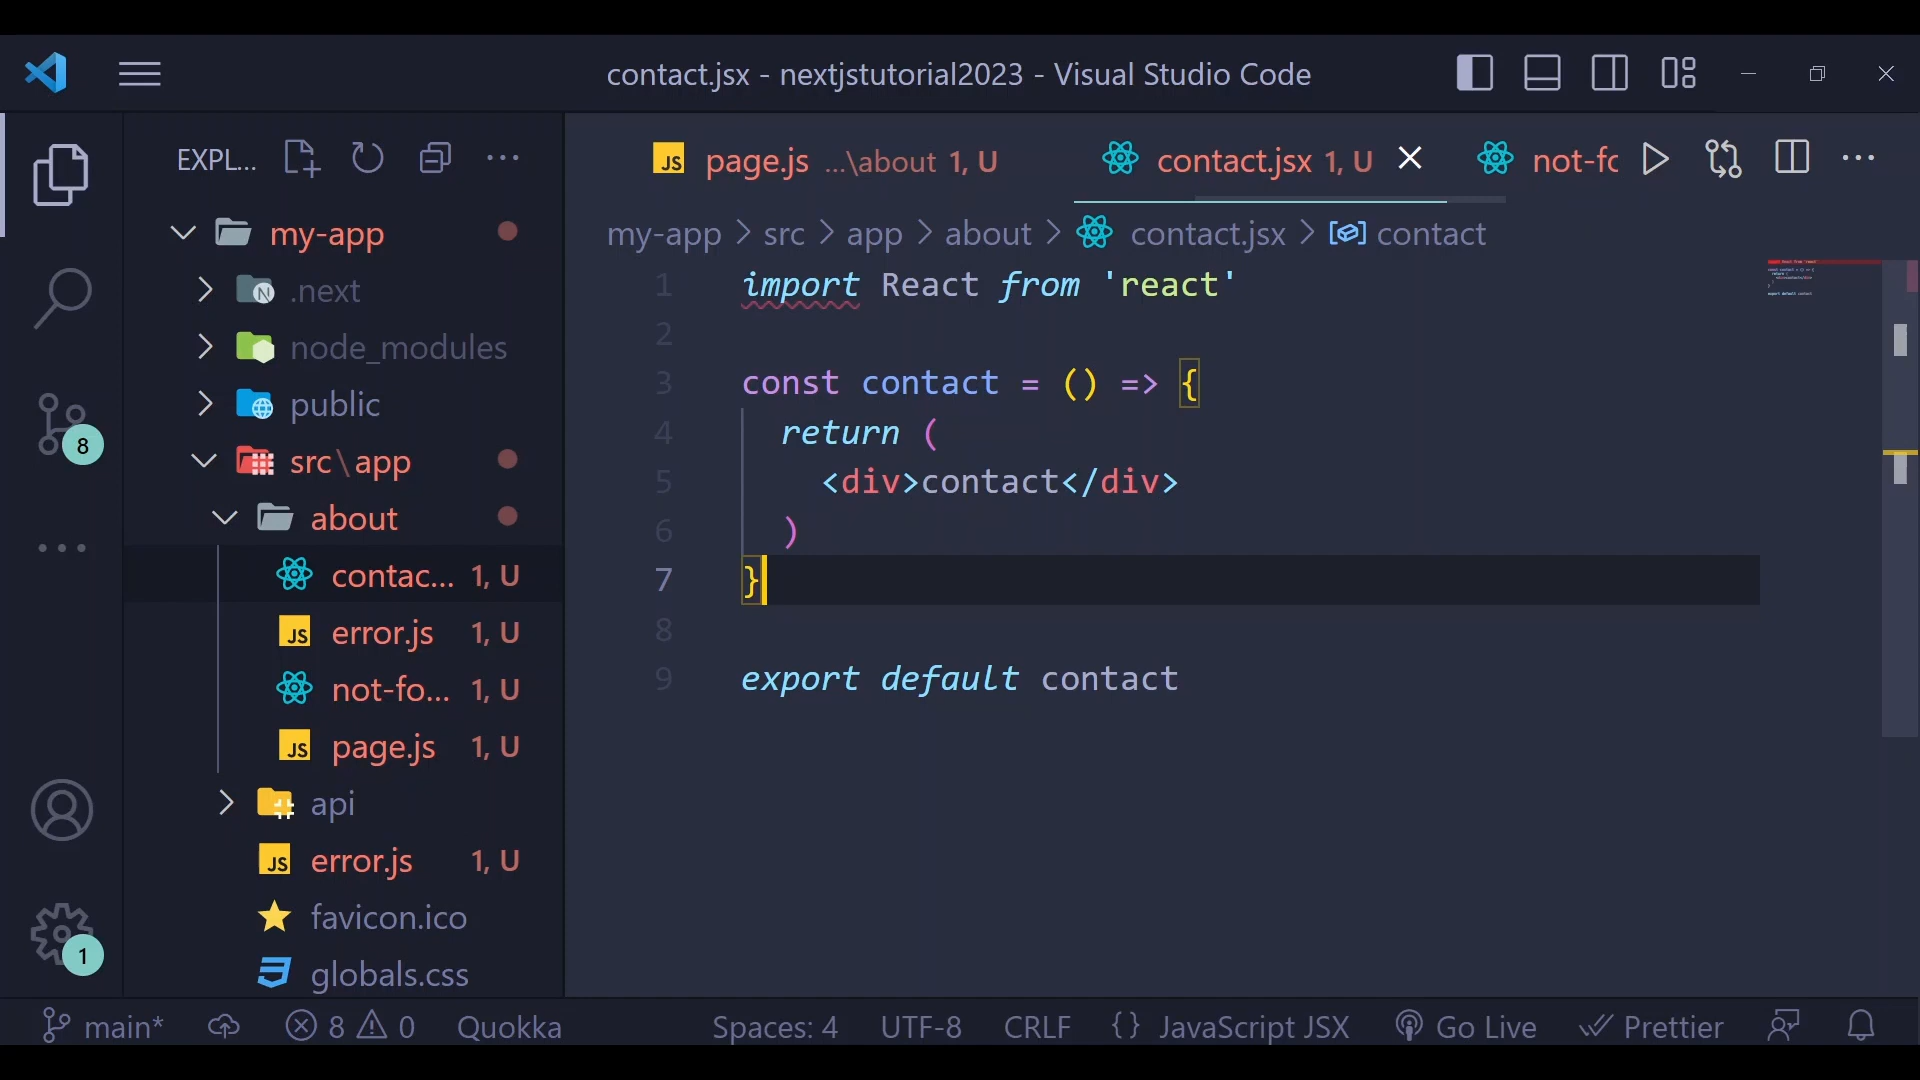 contact.jsx - nextjstutorial2023 - Visual Studio Code
EXPL...
my-app
.next
node_modules
public
src\app
about
contac... 1, U
error.js 1, U
not-fo... 1, U
page.js 1, U
api
error.js 1, U
favicon.ico
globals.css
8
1
JS page.js ...\about 1, U
contact.jsx 1, U
not-fc
my-app > src > app > about > contact.jsx > contact
1 import React from 'react'
2
3 const contact = () => {
4 return (
5 <div>contact</div>
6 )
7 }
8
9 export default contact
main* 8 0 Quokka Spaces: 4 UTF-8 CRLF {} JavaScript JSX Go Live Prettier